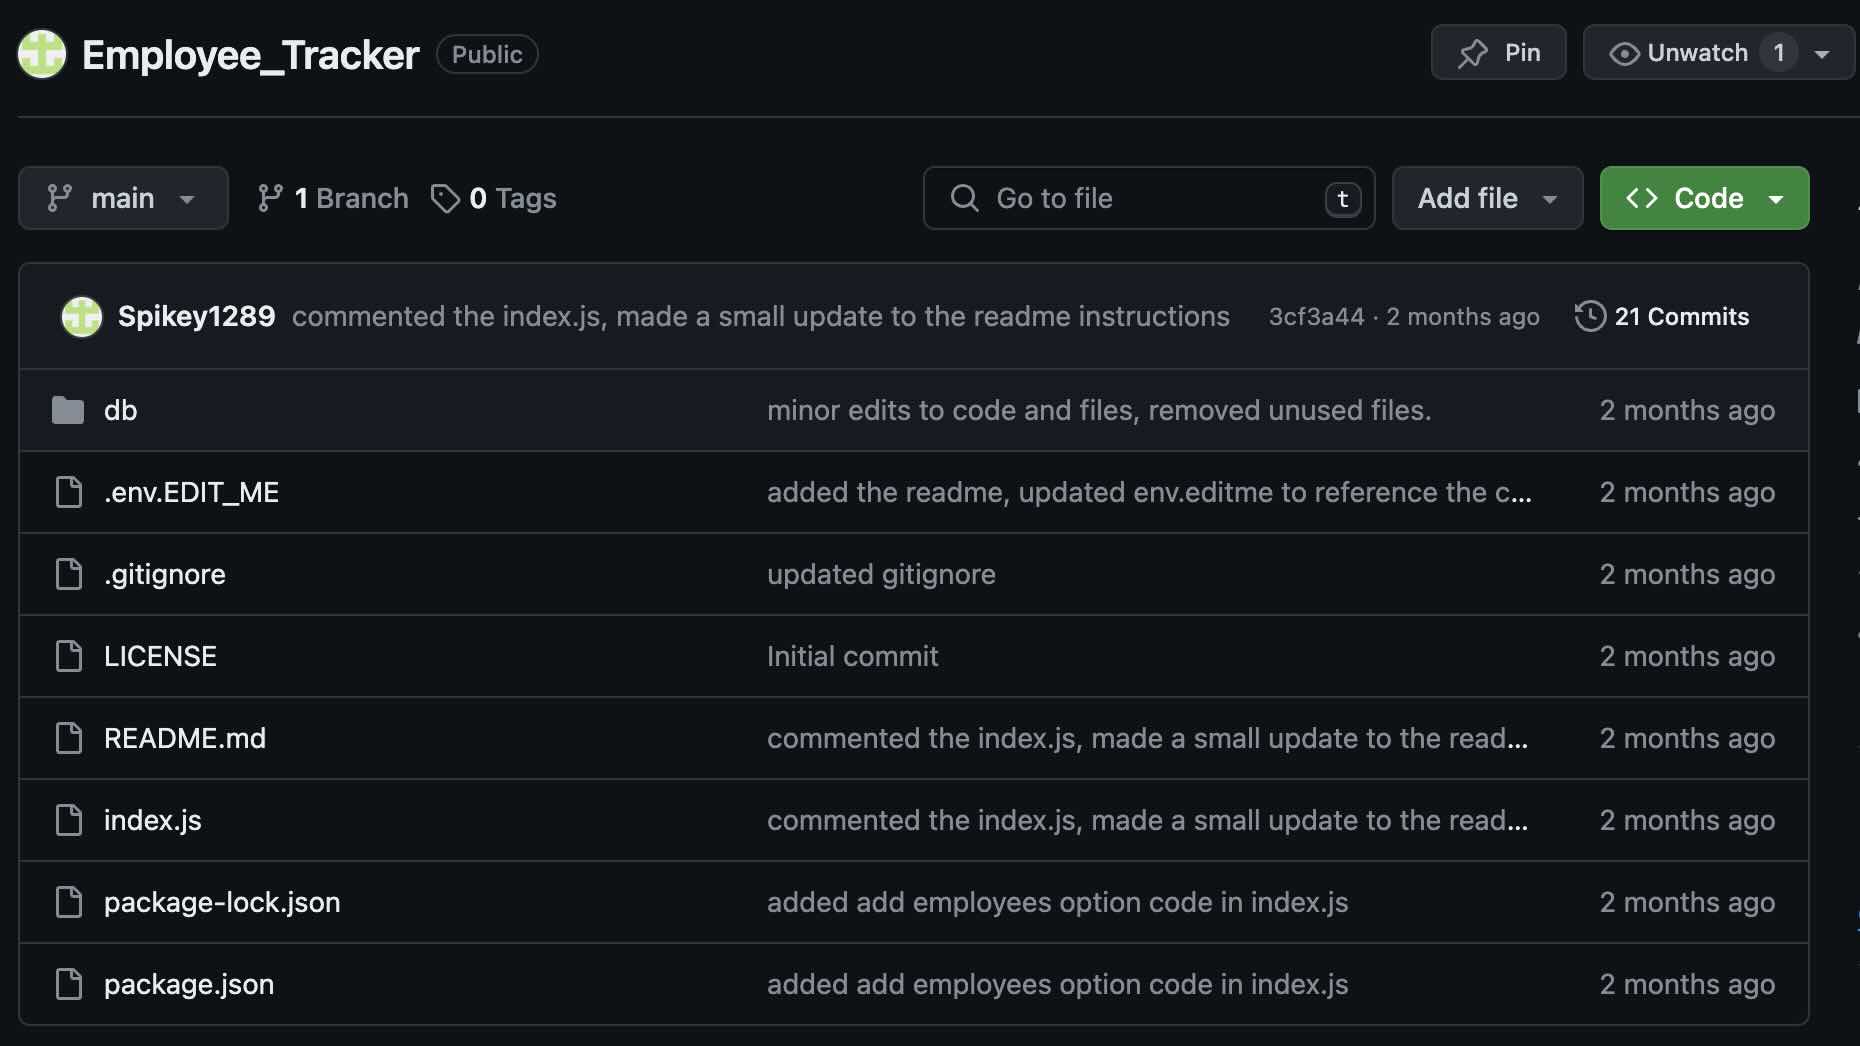 Employee_Tracker Public Pin Unwatch 1
main 1 Branch 0 Tags Go to file t Add file <> Code
Spikey1289 commented the index.js, made a small update to the readme instructions 3cf3a44 · 2 months ago 21 Commits
db minor edits to code and files, removed unused files. 2 months ago
.env.EDIT_ME added the readme, updated env.editme to reference the c... 2 months ago
.gitignore updated gitignore 2 months ago
LICENSE Initial commit 2 months ago
README.md commented the index.js, made a small update to the read... 2 months ago
index.js commented the index.js, made a small update to the read... 2 months ago
package-lock.json added add employees option code in index.js 2 months ago
package.json added add employees option code in index.js 2 months ago